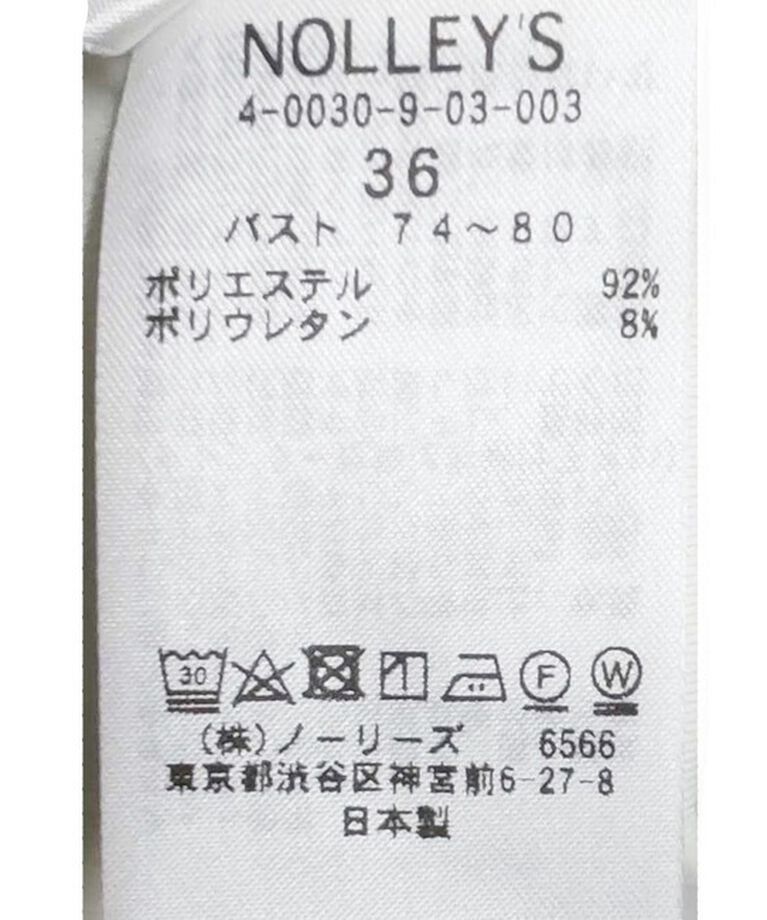 NOLLEY'S
4-0030-9-03-003
36
バスト 74～80
ポリエステル 92%
ポリウレタン 8%
30 F W
(株)ノーリーズ 6566
東京都渋谷区神宮前6-27-8
日本製